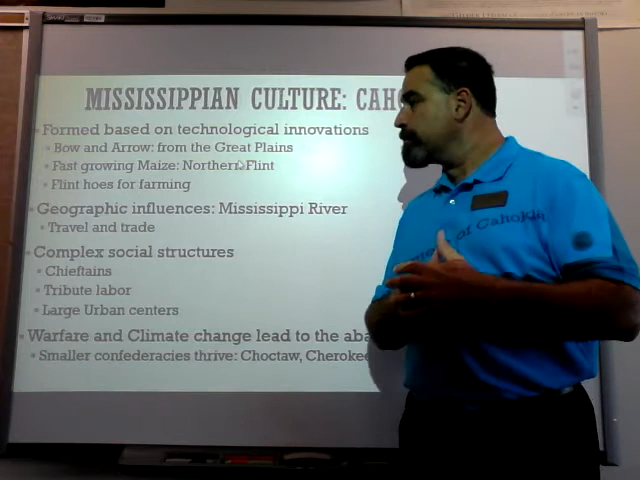 MISSISSIPPIAN CULTURE: CAH
Formed based on technological innovations
Bow and Arrow: from the Great Plains
Fast growing Maize: Northern Flint
Flint hoes for farming
Geographic influences: Mississippi River
Travel and trade
Complex social structures
Chieftains
Tribute labor
Large Urban centers
Warfare and Climate change lead to the aba
Smaller confederacies thrive: Choctaw, Cherokee
of Cahokia